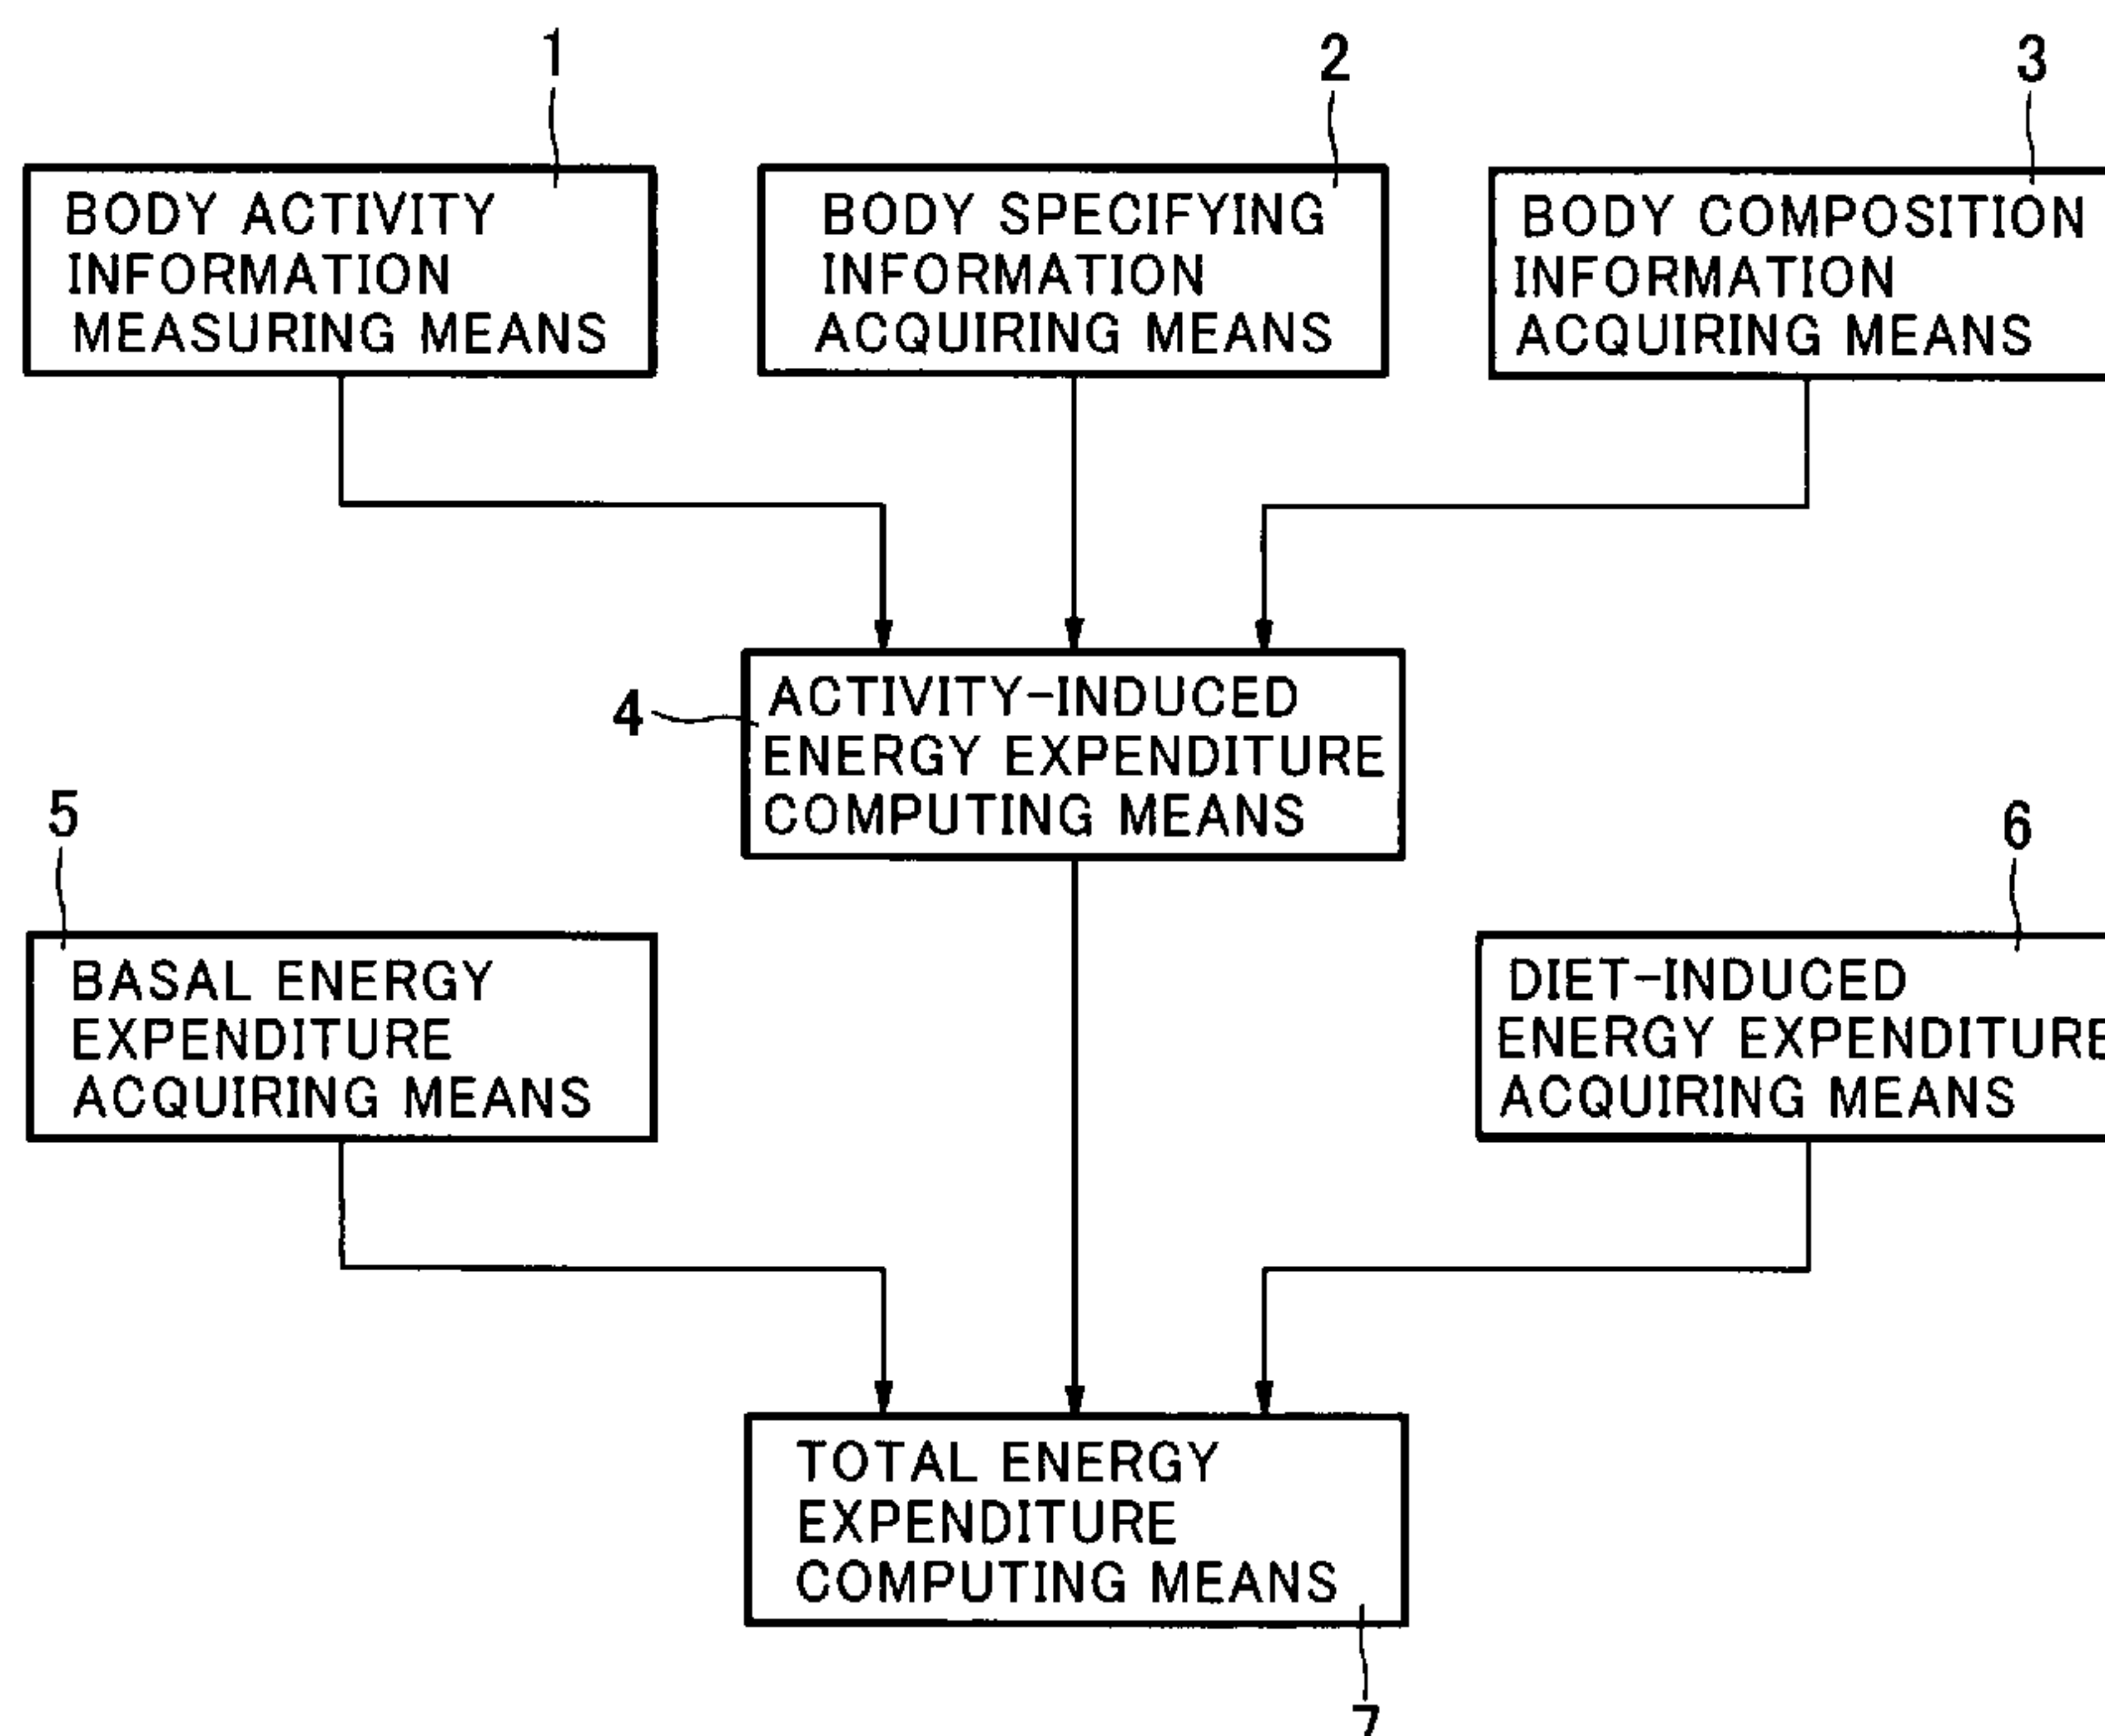 1
2
3
BODY ACTIVITY
INFORMATION
MEASURING MEANS
BODY SPECIFYING
INFORMATION
ACQUIRING MEANS
BODY COMPOSITION
INFORMATION
ACQUIRING MEANS
4
ACTIVITY-INDUCED
ENERGY EXPENDITURE
COMPUTING MEANS
5
6
BASAL ENERGY
EXPENDITURE
ACQUIRING MEANS
DIET-INDUCED
ENERGY EXPENDITURE
ACQUIRING MEANS
TOTAL ENERGY
EXPENDITURE
COMPUTING MEANS
7